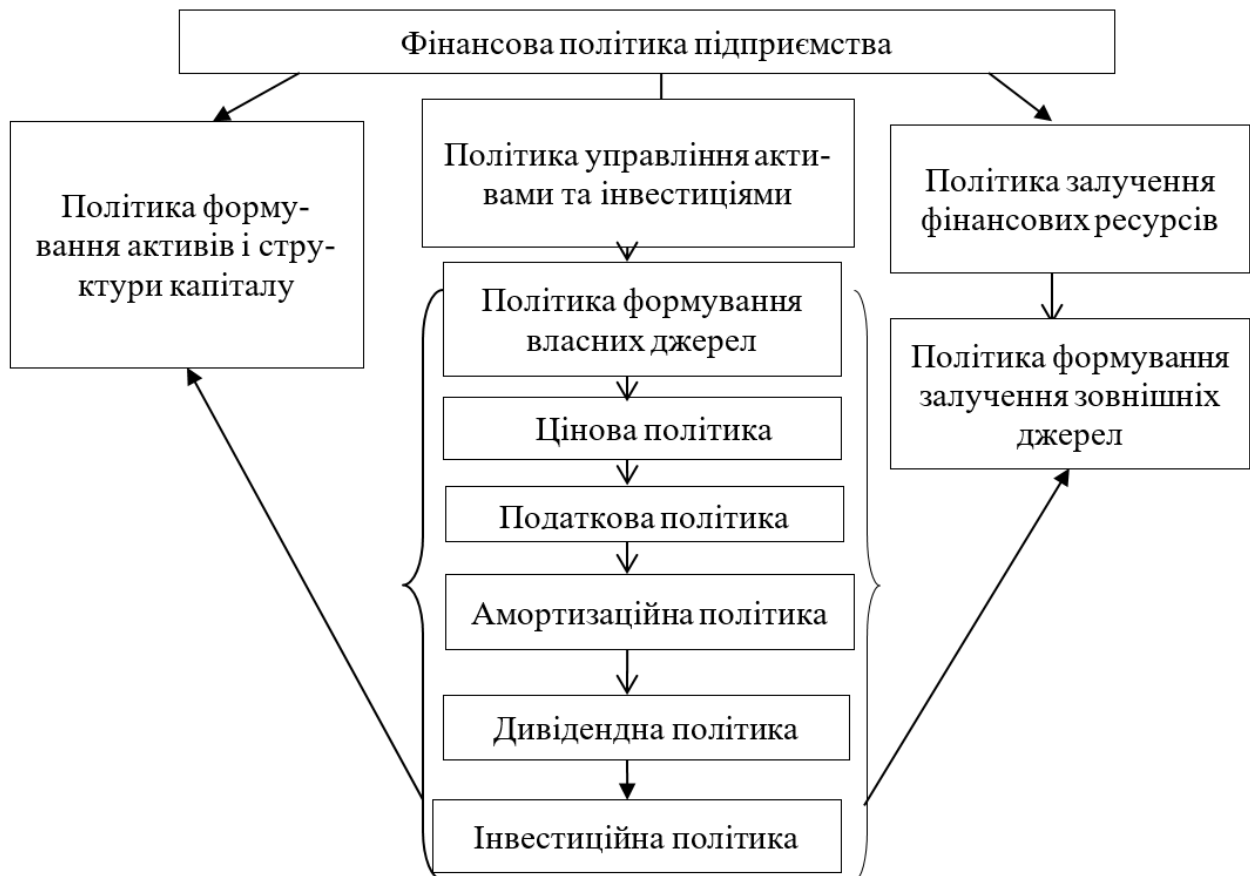 Фінансова політика підприємства
Політика форму-
вання активів і стру-
ктури капіталу
Політика управління акти-
вами та інвестиціями
Політика залучення
фінансових ресурсів
Політика формування
власних джерел
Політика формування
залучення зовнішніх
джерел
Цінова політика
Податкова політика
Амортизаційна політика
Дивідендна політика
Інвестиційна політика